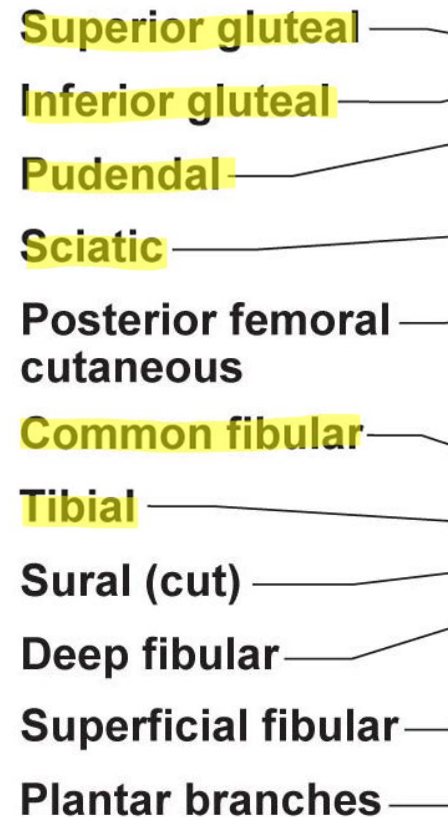 Superior gluteal
Inferior gluteal
Pudendal
Sciatic
Posterior femoral
cutaneous
Common fibular
Tibial
Sural (cut)
Deep fibular
Superficial fibular
Plantar branches